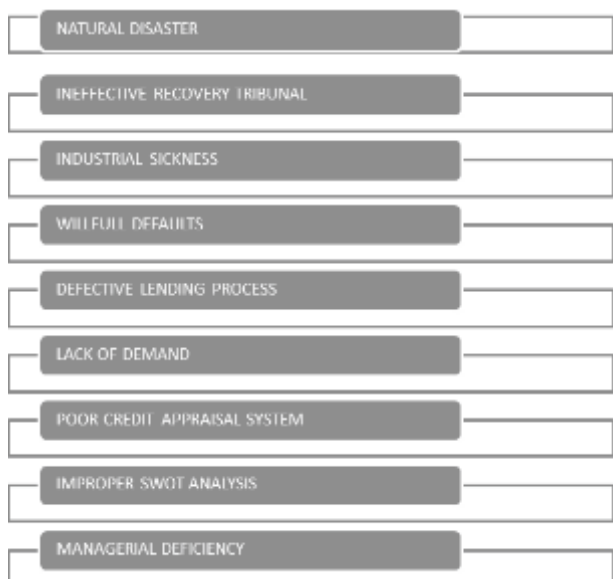 NATURAL DISASTER
INEFFECTIVE RECOVERY TRIBUNAL
INDUSTRIAL SICKNESS
WILLFULL DEFAULTS
DEFECTIVE LENDING PROCESS
LACK OF DEMAND
POOR CREDIT APPRAISAL SYSTEM
IMPROPER SWOT ANALYSIS
MANAGERIAL DEFICIENCY